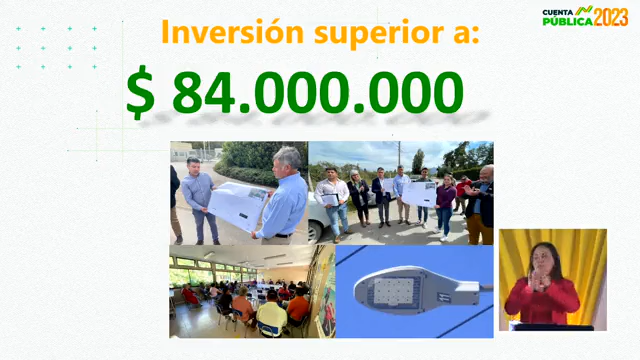 CUENTA
PÚBLICA 2023
Inversión superior a:
$ 84.000.000